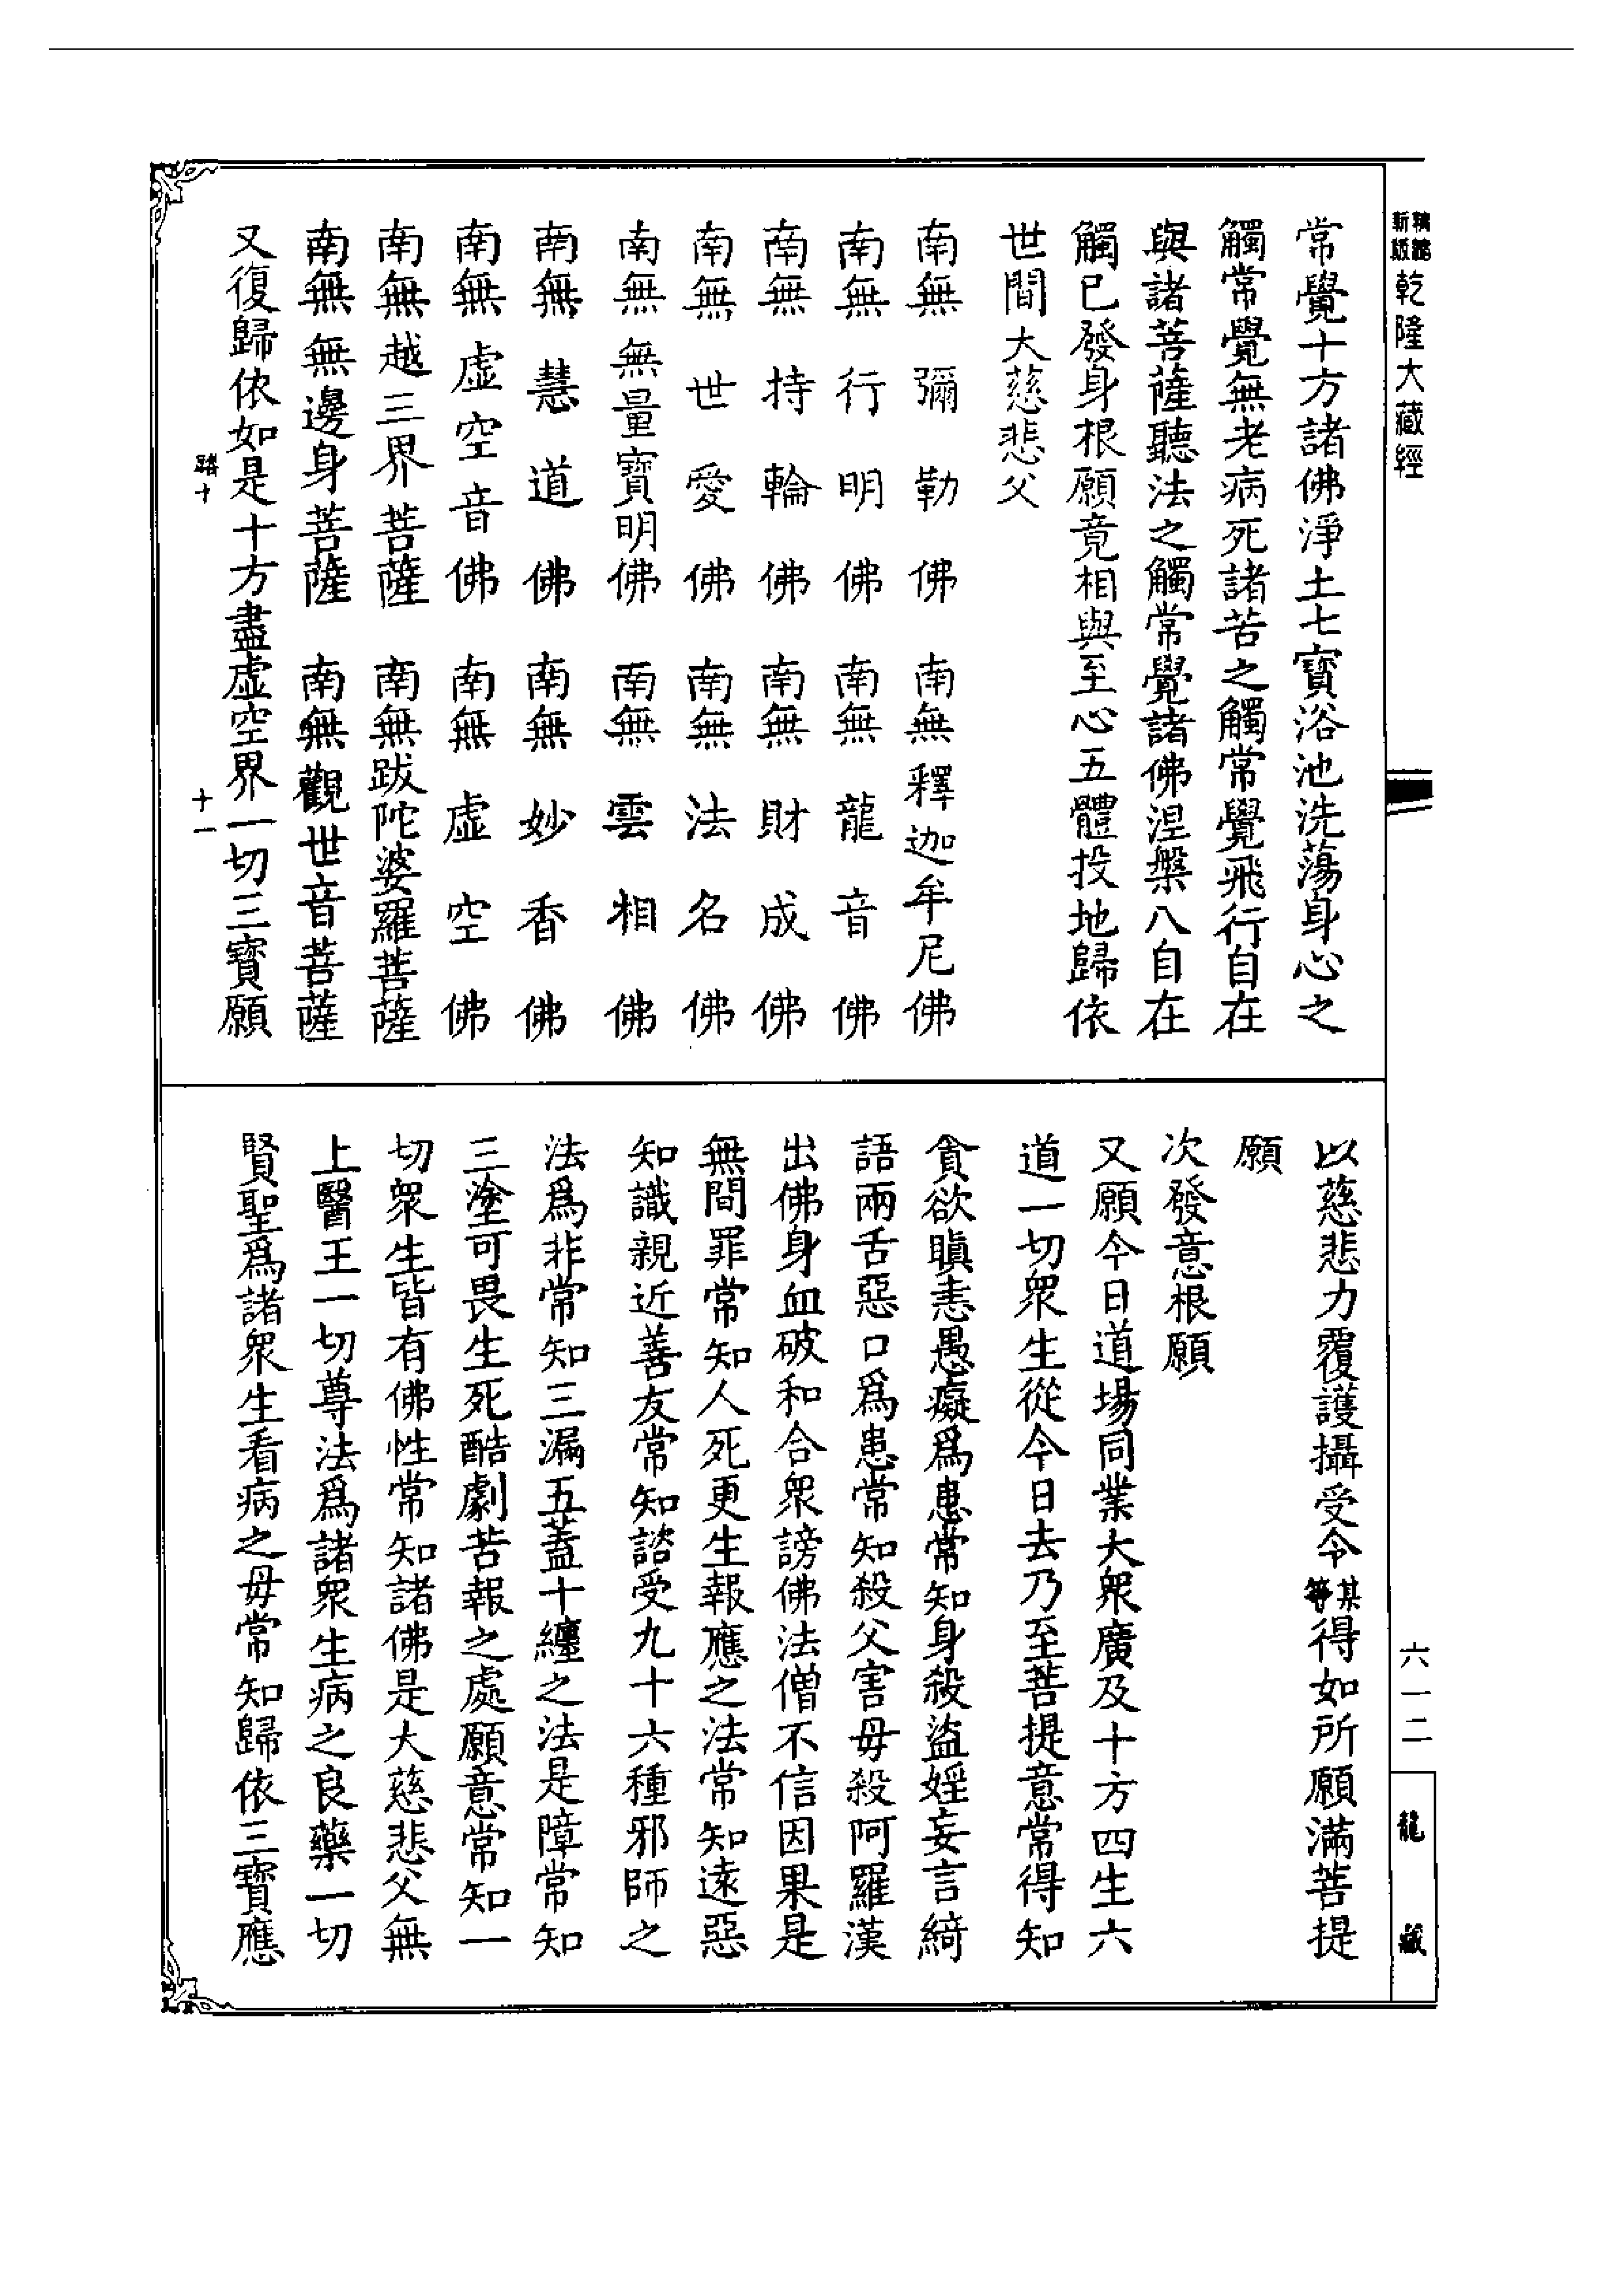 精編新版乾隆大藏經
常覺十方諸佛淨土七寶浴池洗蕩身心之
觸常覺無老病死諸苦之觸常覺飛行自在
與諸菩薩聽法之觸常覺諸佛涅槃八自在
觸已發身根願竟相與至心五體投地歸依
世間大慈悲父
南無彌勒佛 南無釋迦牟尼佛
南無行明佛 南無龍音佛
南無持輪佛 南無財成佛
南無世愛佛 南無法名佛
南無無量寶明佛 南無雲相佛
南無慧道佛 南無妙香佛
南無虛空音佛 南無虛空佛
南無越三界菩薩 南無跋陀婆羅菩薩
南無無邊身菩薩 南無觀世音菩薩
又復歸依如是十方盡虛空界一切三寶願
十一
以慈悲力覆護攝受令某等得如所願滿菩提
願
次發意根願
又願今日道場同業大衆廣及十方四生六
道一切衆生從今日去乃至菩提意常得知
貪欲瞋恚愚癡爲患常知身殺盜婬妄言綺
語兩舌惡口爲患常知殺父害母殺阿羅漢
出佛身血破和合衆謗佛法僧不信因果是
無間罪常知人死更生報應之法常知遠惡
知識親近善友常知諮受九十六種邪師之
法爲非常知三漏五蓋十纏之法是障常知
三塗可畏生死酷劇苦報之處願意常知一
切衆生皆有佛性常知諸佛是大慈悲父無
上醫王一切尊法爲諸衆生病之良藥一切
賢聖爲諸衆生看病之母常知歸依三寶應
六一二
龍藏